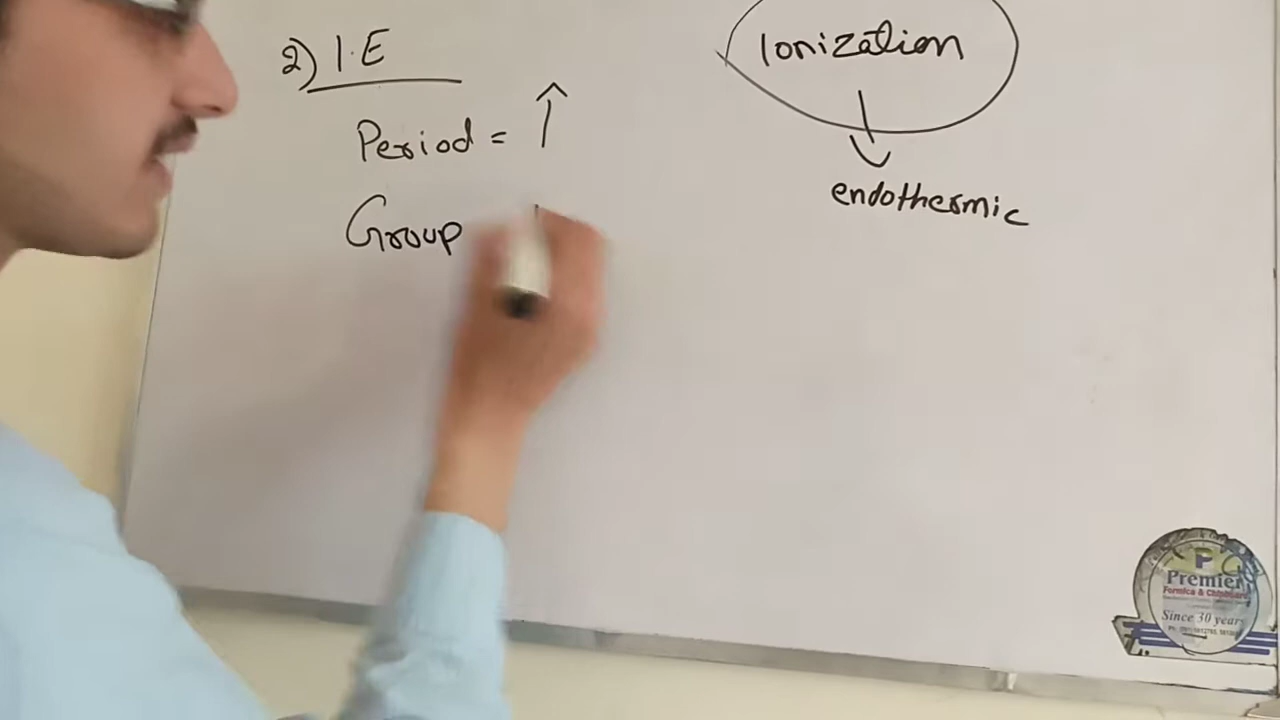 2) I.E
Period = ↑
Group
Ionization
↓
endothermic
P
Premier
Formica & Chipboard
Since 30 years